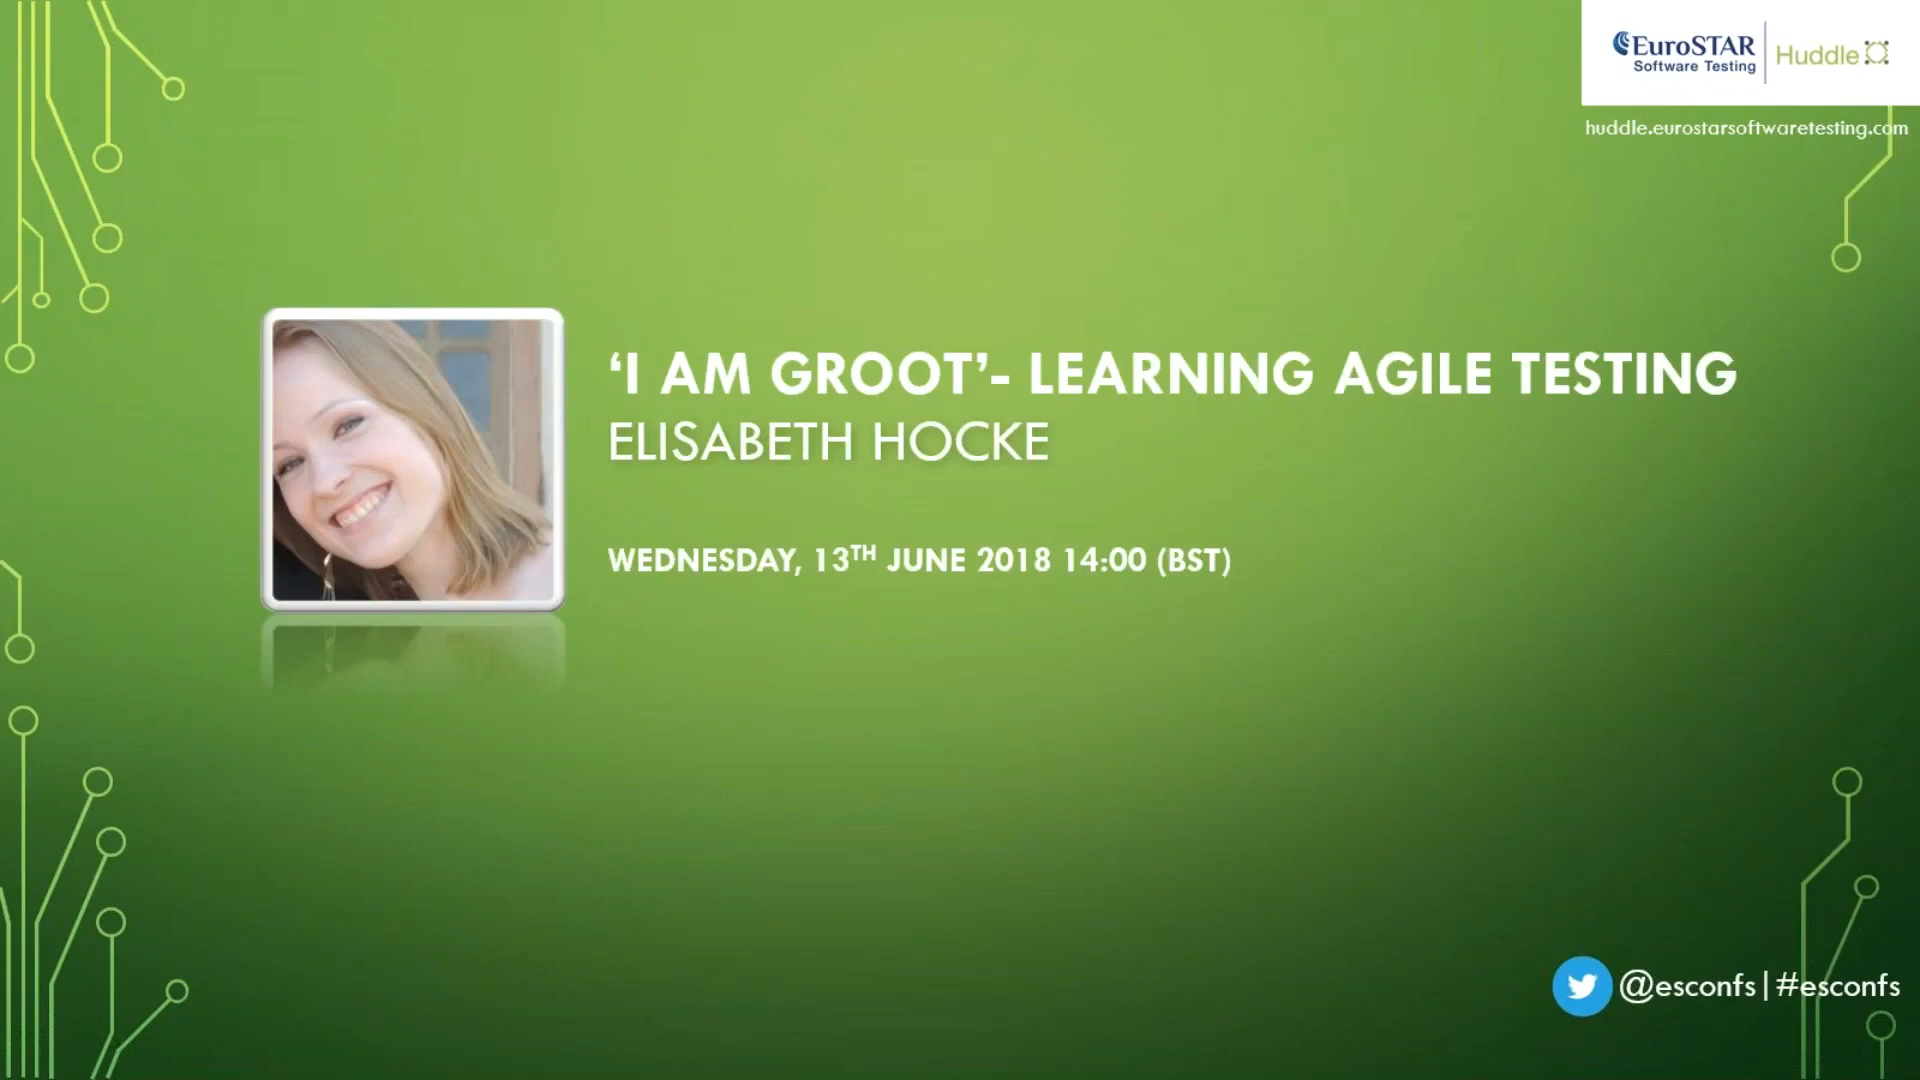 EuroSTAR
Software Testing
Huddle
huddle.eurostarsoftwaretesting.com
‘I AM GROOT’- LEARNING AGILE TESTING
ELISABETH HOCKE
WEDNESDAY, 13TH JUNE 2018 14:00 (BST)
@esconfs|#esconfs